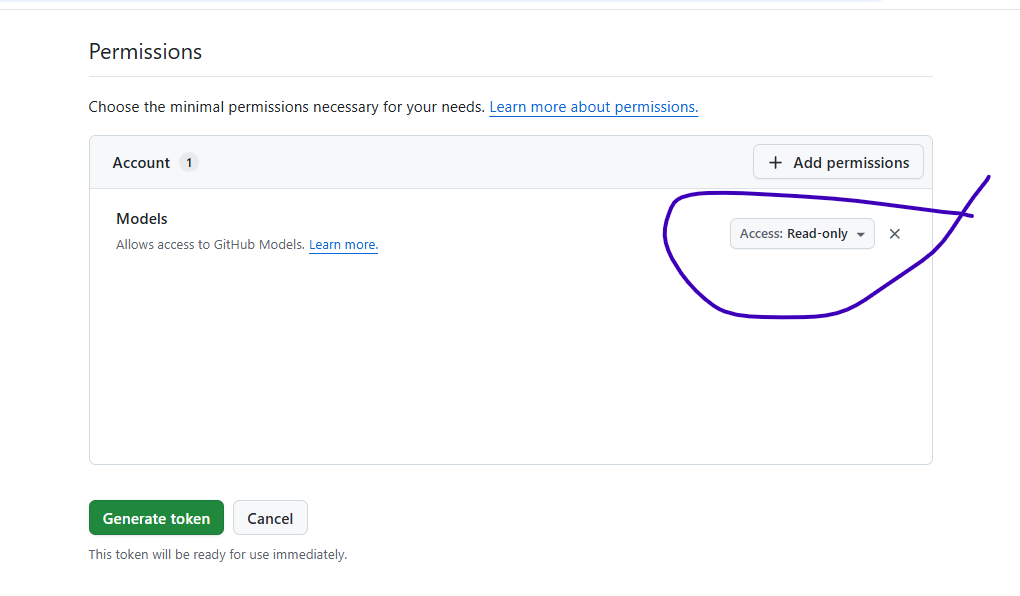 Permissions
Choose the minimal permissions necessary for your needs. Learn more about permissions.
Account 1
Add permissions
Models
Allows access to GitHub Models. Learn more.
Access: Read-only
Generate token
Cancel
This token will be ready for use immediately.